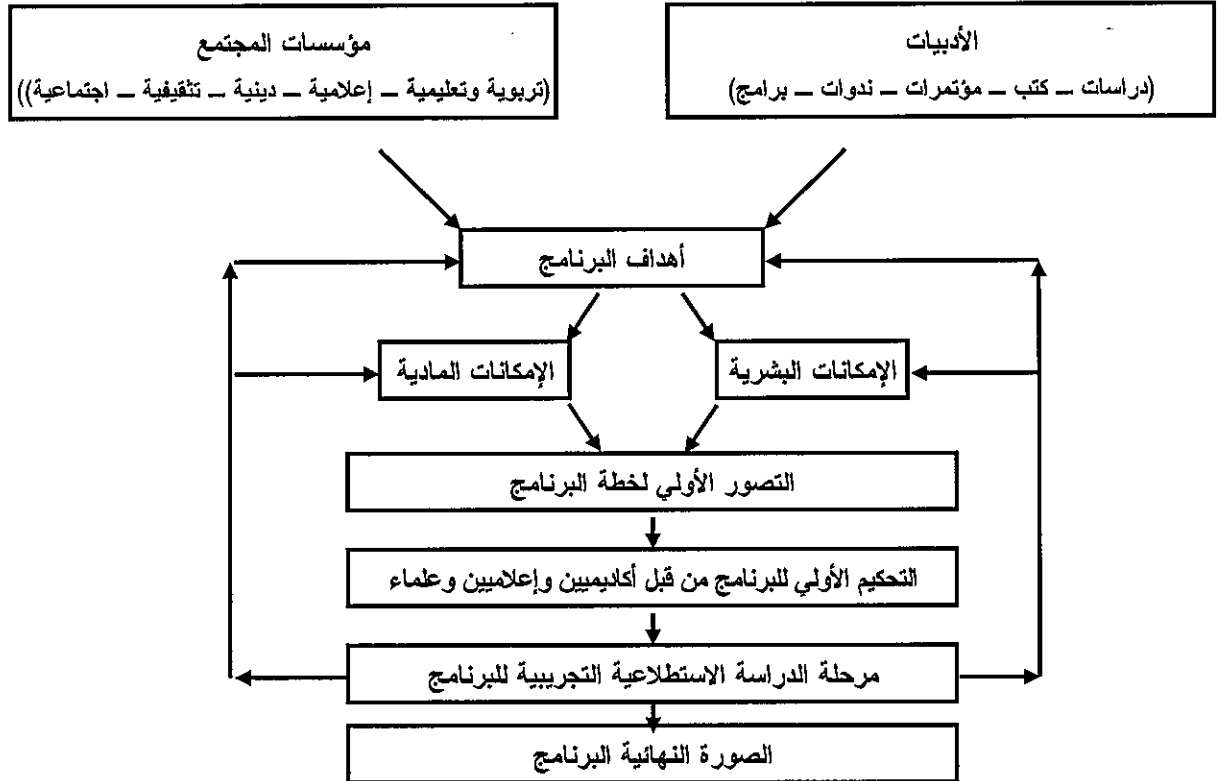 الأدبيات
(دراسات – كتب – مؤتمرات – ندوات – برامج)
مؤسسات المجتمع
(تربوية وتعليمية – إعلامية – دينية – تثقيفية – اجتماعية))
أهداف البرنامج
الإمكانات البشرية
الإمكانات المادية
التصور الأولي لخطة البرنامج
التحكيم الأولي للبرنامج من قبل أكاديميين وإعلاميين وعلماء
مرحلة الدراسة الاستطلاعية التجريبية للبرنامج
الصورة النهائية البرنامج